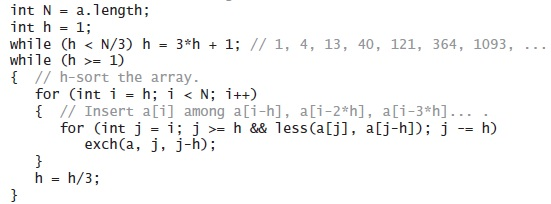 int N = a.length;
int h = 1;
while (h < N/3) h = 3*h + 1; // 1, 4, 13, 40, 121, 364, 1093, ...
while (h >= 1)
{  // h-sort the array.
   for (int i = h; i < N; i++)
   {  // Insert a[i] among a[i-h], a[i-2*h], a[i-3*h]... .
      for (int j = i; j >= h && less(a[j], a[j-h]); j -= h)
         exch(a, j, j-h);
   }
   h = h/3;
}